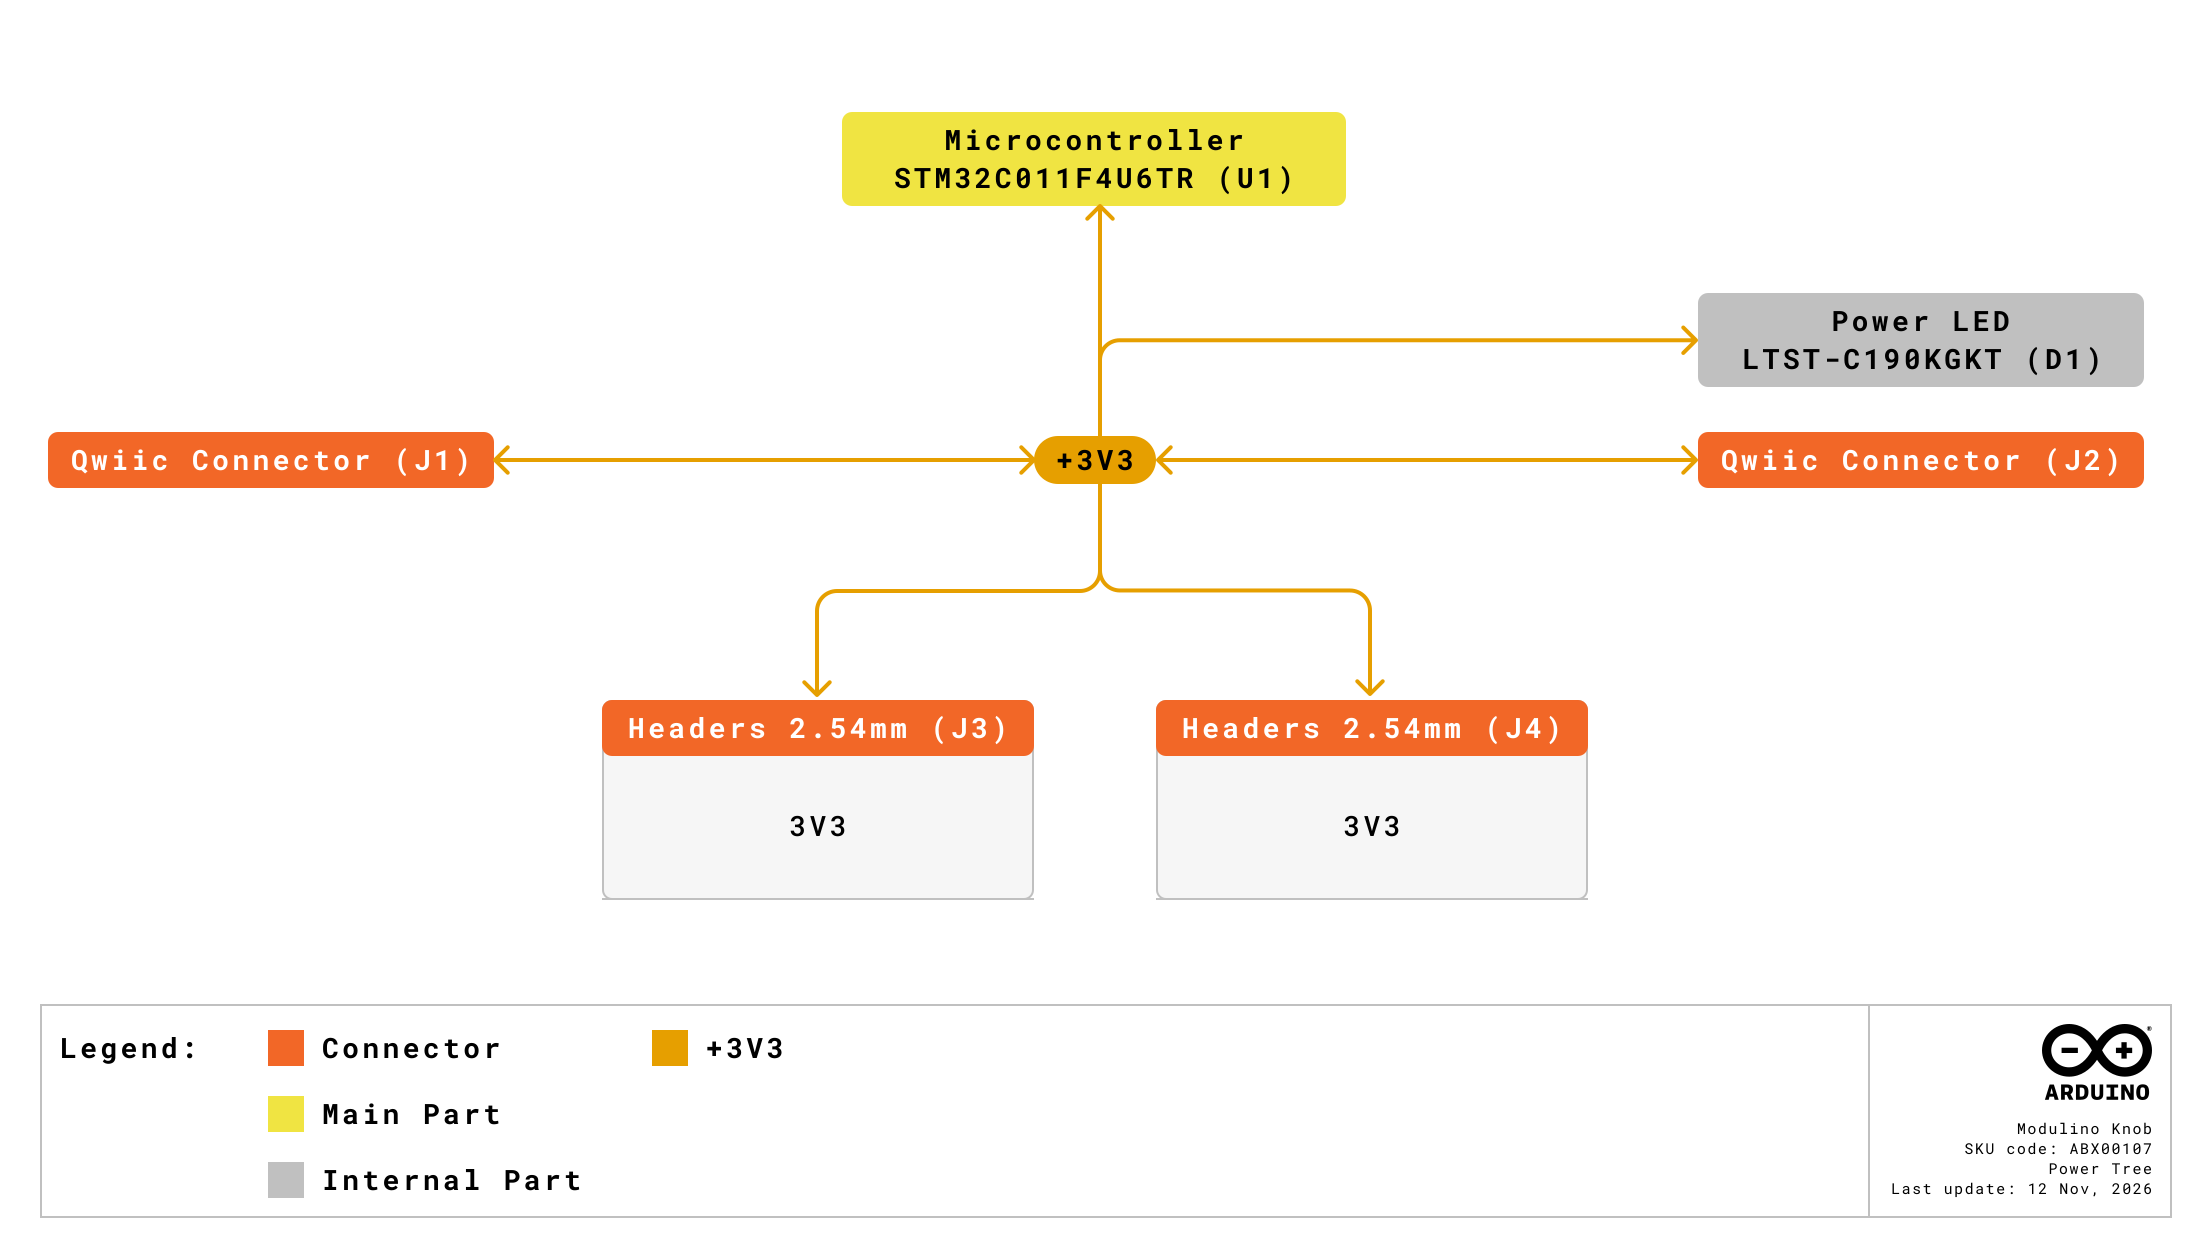 Microcontroller
STM32C011F4U6TR (U1)
Power LED
LTST-C190KGKT (D1)
Qwiic Connector (J1)
+3V3
Qwiic Connector (J2)
Headers 2.54mm (J3)
Headers 2.54mm (J4)
3V3
3V3
Legend:
Connector
+3V3
Main Part
Internal Part
ARDUINO
Modulino Knob
SKU code: ABX00107
Power Tree
Last update: 12 Nov, 2026